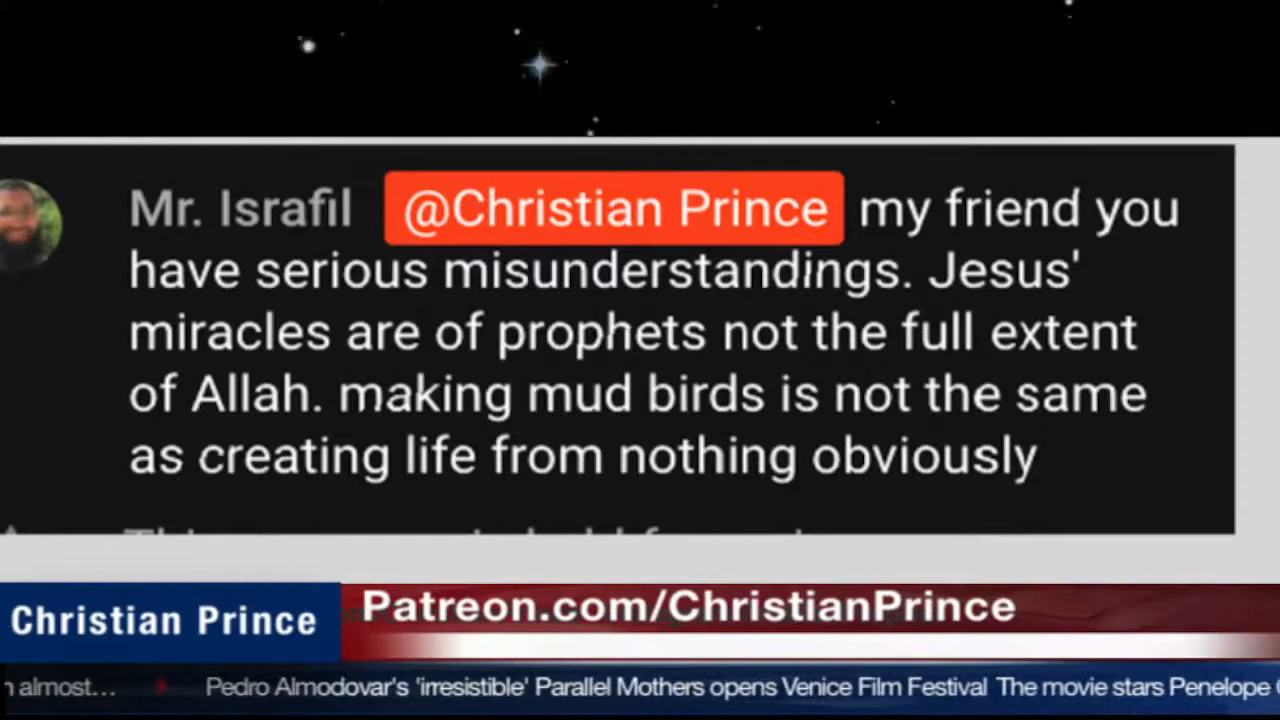 Mr. Israfil @Christian Prince my friend you
have serious misunderstandings. Jesus'
miracles are of prophets not the full extent
of Allah. making mud birds is not the same
as creating life from nothing obviously
Christian Prince
Patreon.com/ChristianPrince
almost... Pedro Almodovar's 'irresistible' Parallel Mothers opens Venice Film Festival The movie stars Penelope